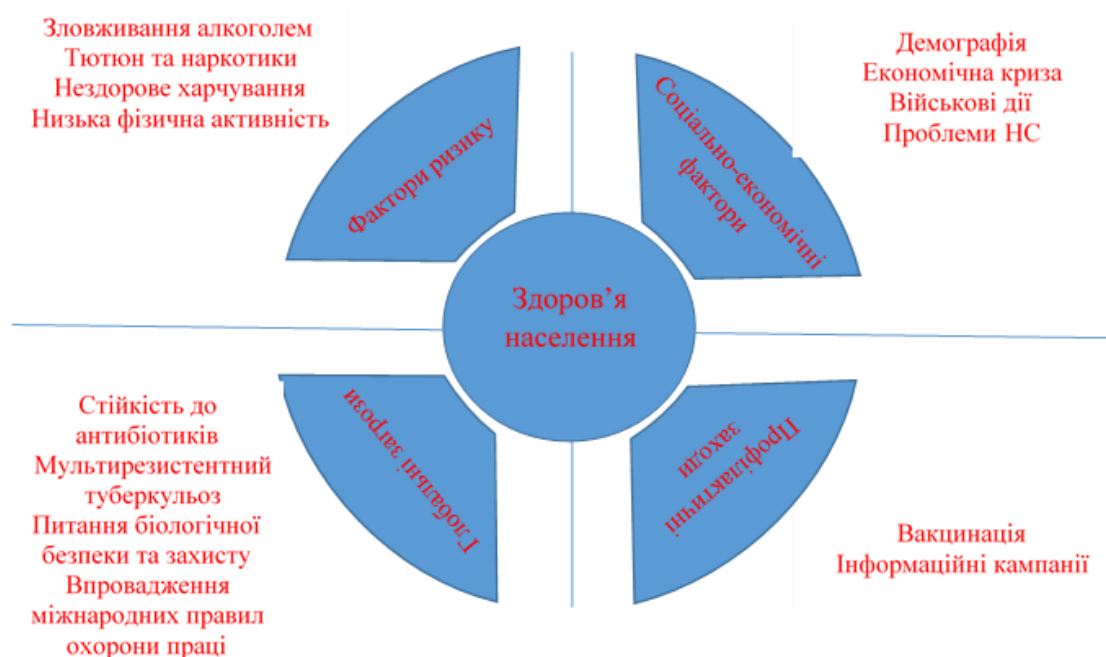 Зловживання алкоголем
Тютюн та наркотики
Нездорове харчування
Низька фізична активність
Фактори ризику
Соціально-економічні
фактори
Демографія
Економічна криза
Військові дії
Проблеми НС
Здоров’я
населення
Стійкість до
антибіотиків
Мультирезистентний
туберкульоз
Питання біологічної
безпеки та захисту
Впровадження
міжнародних правил
охорони праці
Глобальні загрози
Профілактичні
заходи
Вакцинація
Інформаційні кампанії